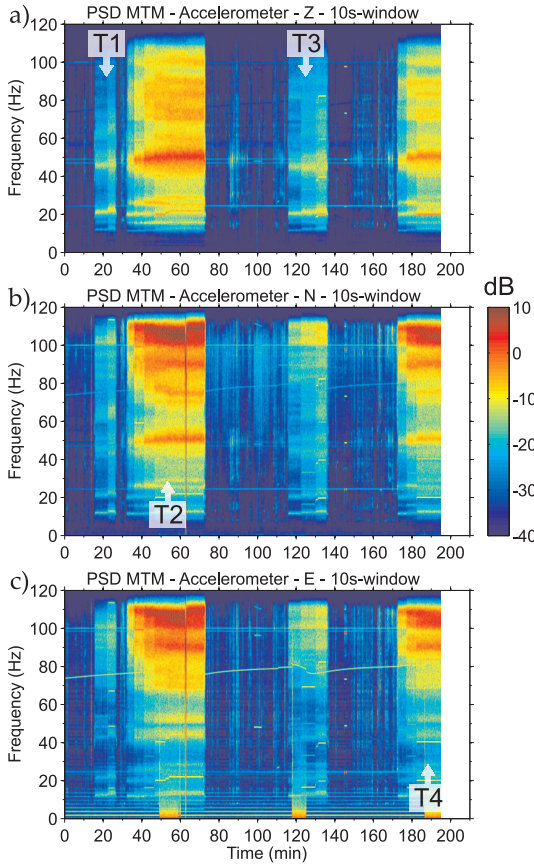 a) PSD MTM - Accelerometer - Z - 10s-window
T1 T3
Frequency (Hz)
120
100
80
60
40
20
0
0 20 40 60 80 100 120 140 160 180 200
b) PSD MTM - Accelerometer - N - 10s-window
T2
Frequency (Hz)
120
100
80
60
40
20
0
0 20 40 60 80 100 120 140 160 180 200
dB
10
0
-10
-20
-30
-40
c) PSD MTM - Accelerometer - E - 10s-window
T4
Frequency (Hz)
120
100
80
60
40
20
0
0 20 40 60 80 100 120 140 160 180 200
Time (min)